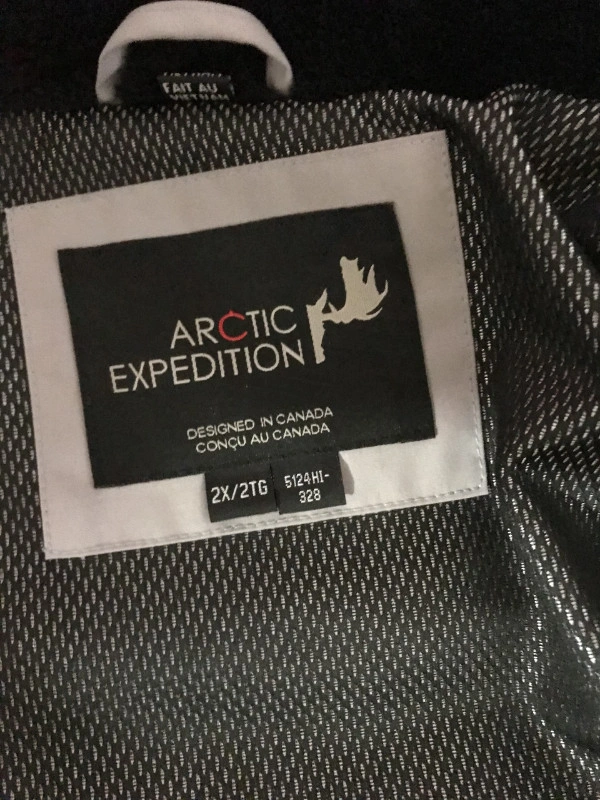 FAIT AU
VIETNAM
ARCTIC
EXPEDITION
DESIGNED IN CANADA
CONÇU AU CANADA
2X/2TG
5124HI-
328